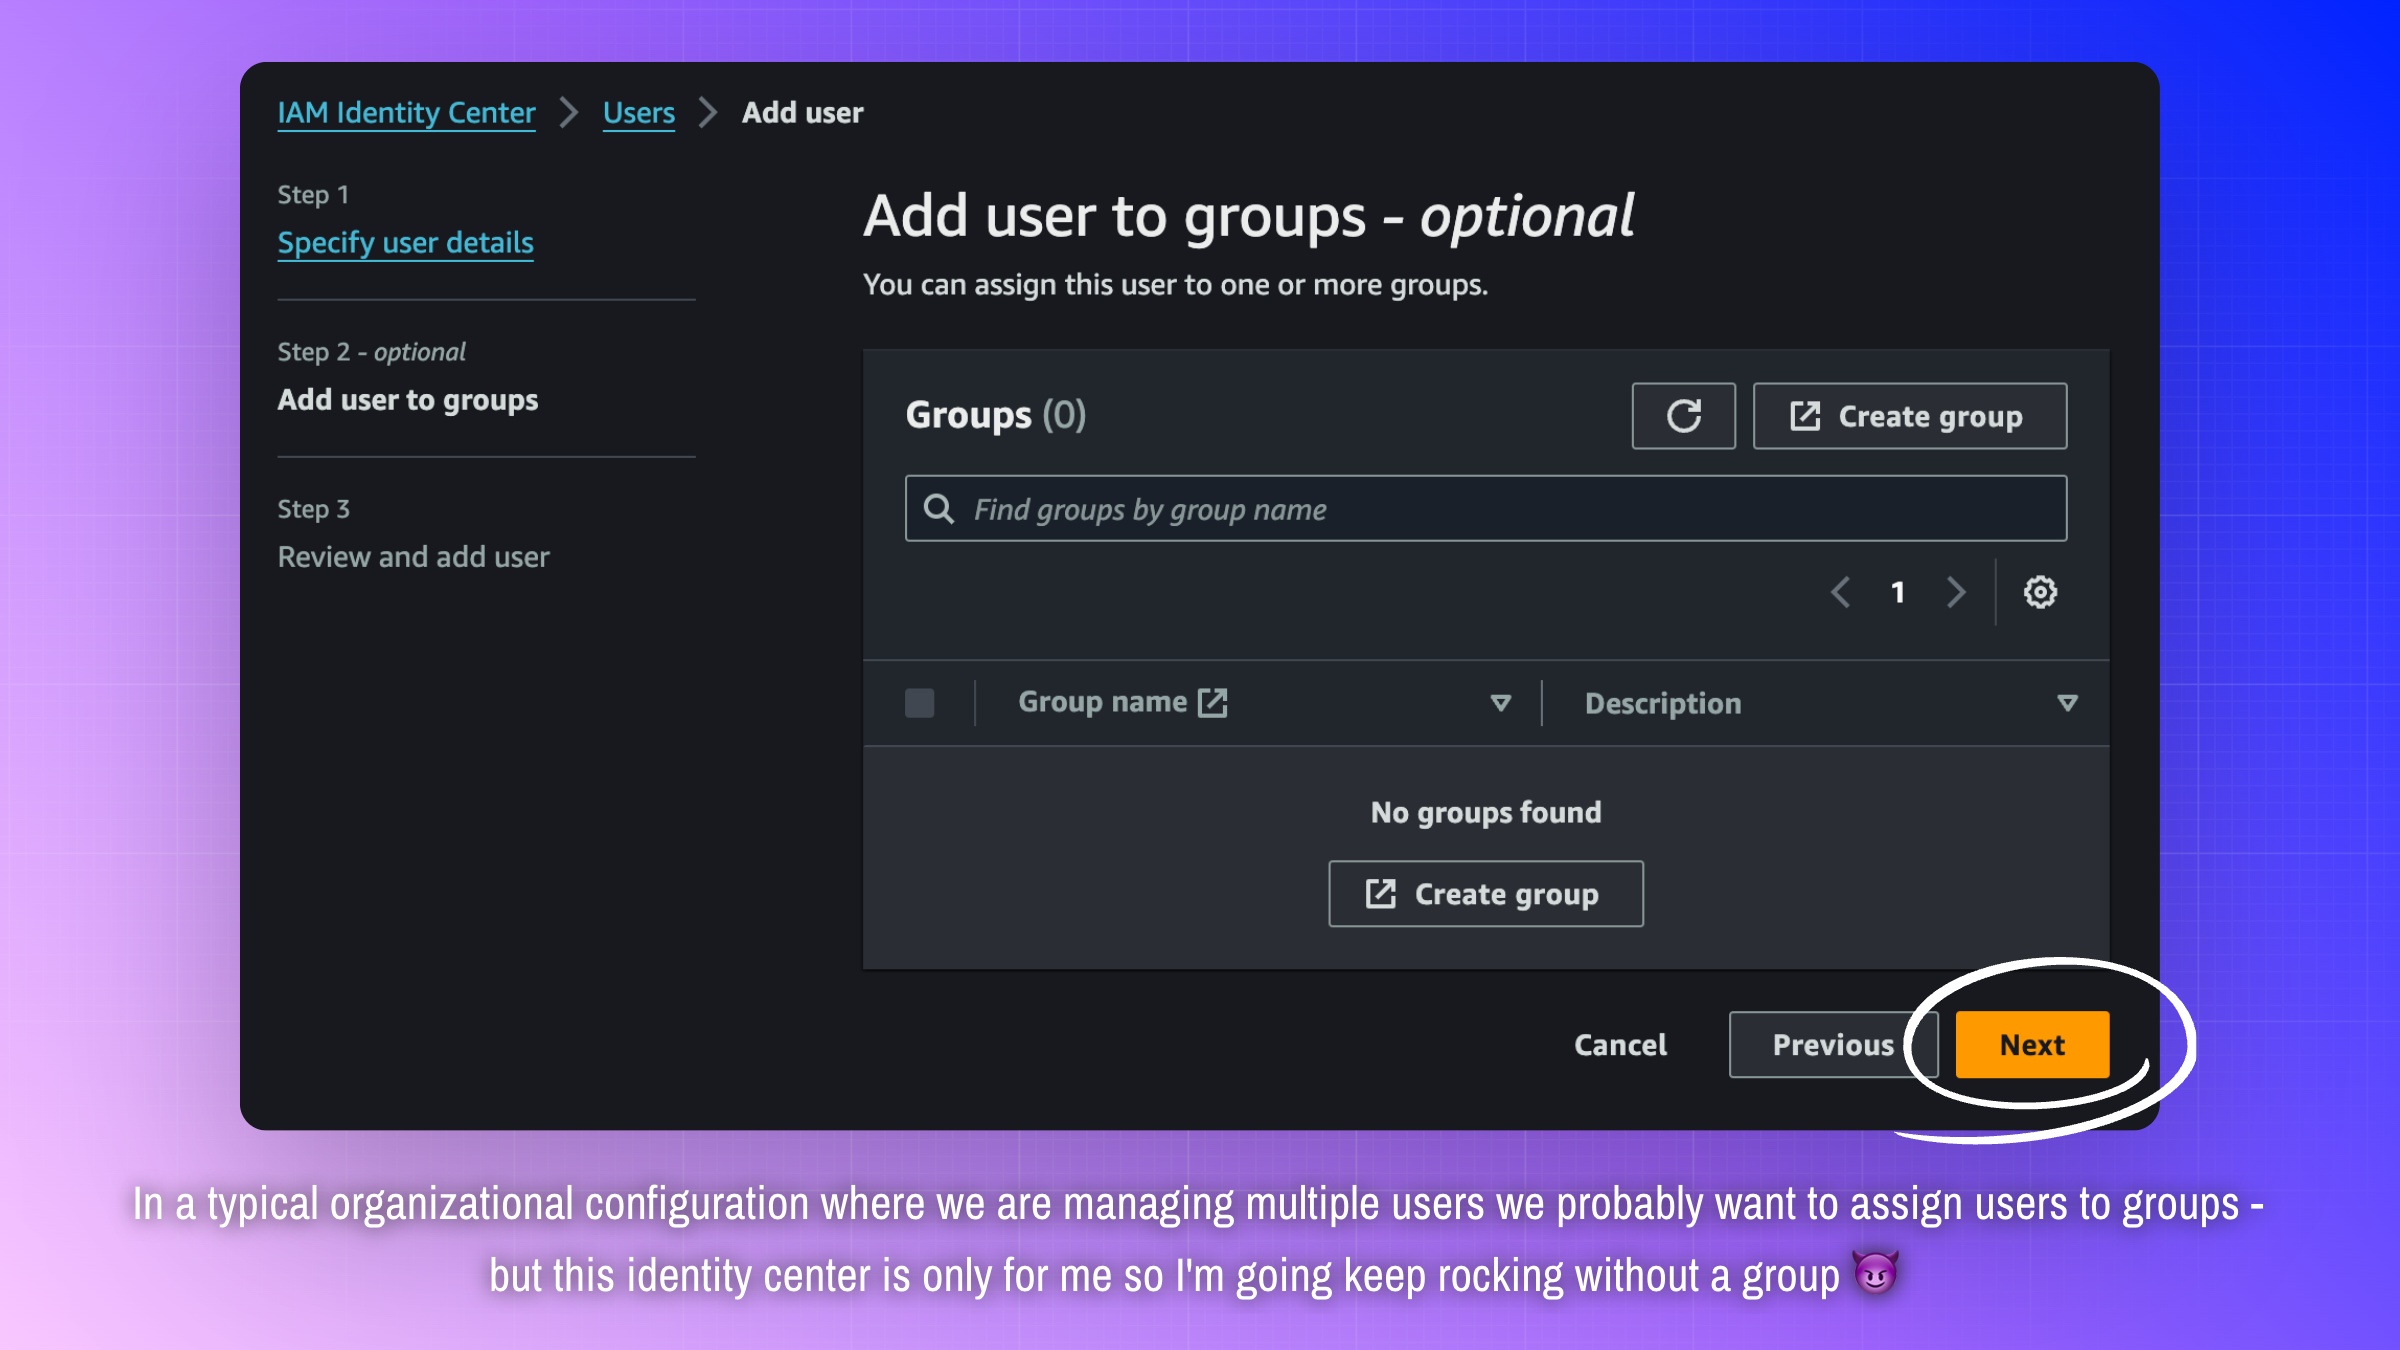 IAM Identity Center > Users > Add user
Step 1
Specify user details
Step 2 - optional
Add user to groups
Step 3
Review and add user
Add user to groups - optional
You can assign this user to one or more groups.
Groups (0)
Create group
Find groups by group name
1
Group name
Description
No groups found
Create group
Cancel
Previous
Next
In a typical organizational configuration where we are managing multiple users we probably want to assign users to groups -
but this identity center is only for me so I'm going keep rocking without a group 😈